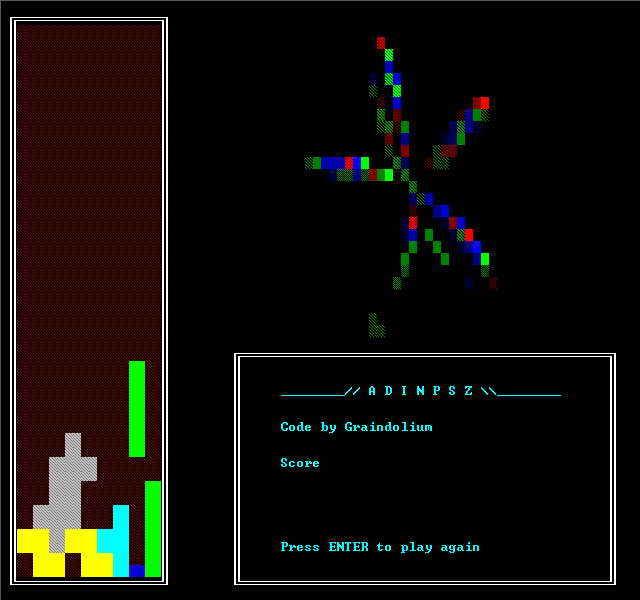 ________// A D I N P S Z \\________
Code by Graindolium
Score
Press ENTER to play again